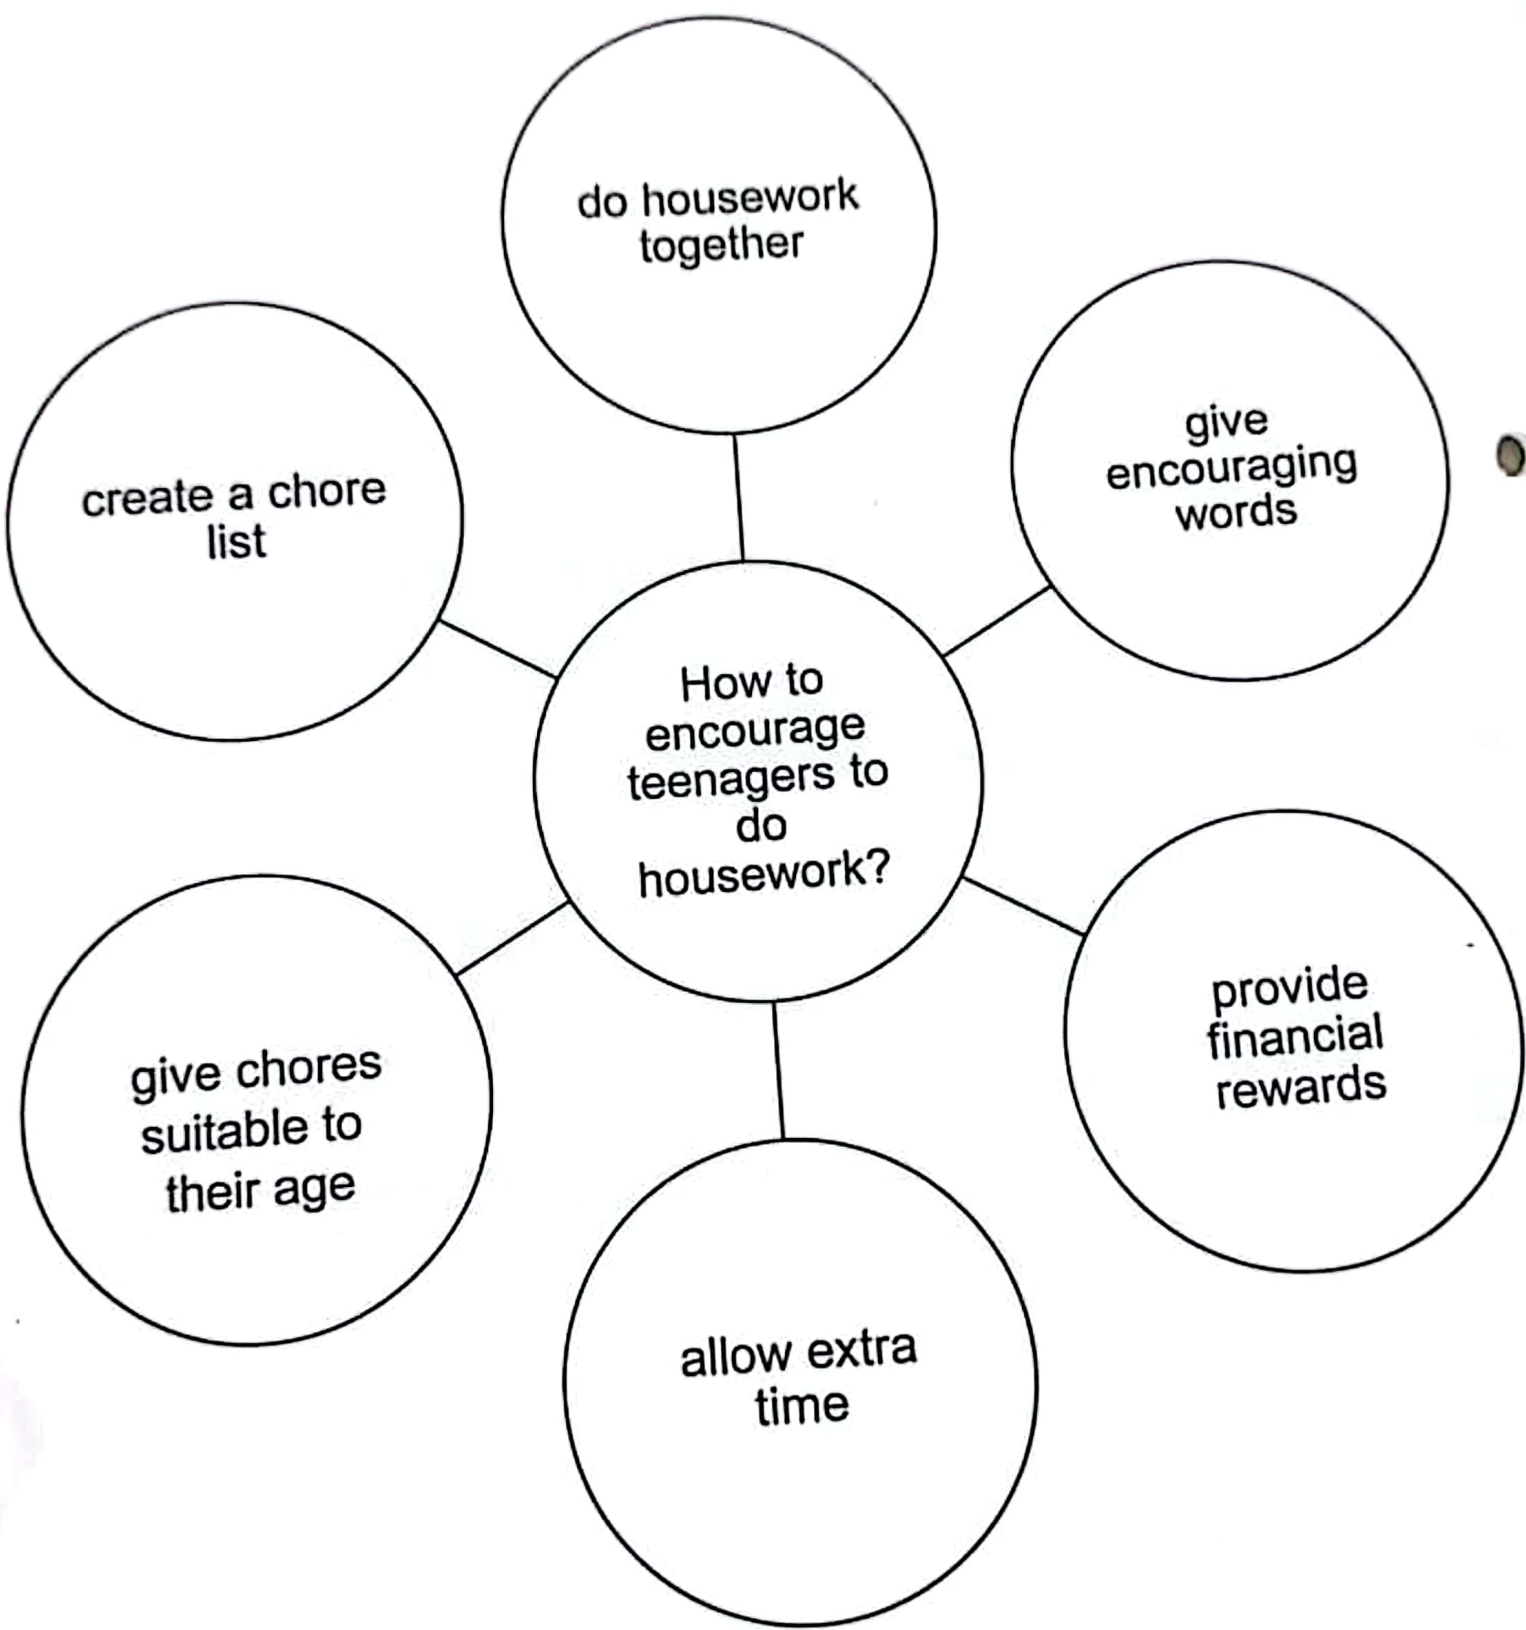 do housework
together
give
encouraging
words
create a chore
list
How to
encourage
teenagers to
do
housework?
provide
financial
rewards
give chores
suitable to
their age
allow extra
time